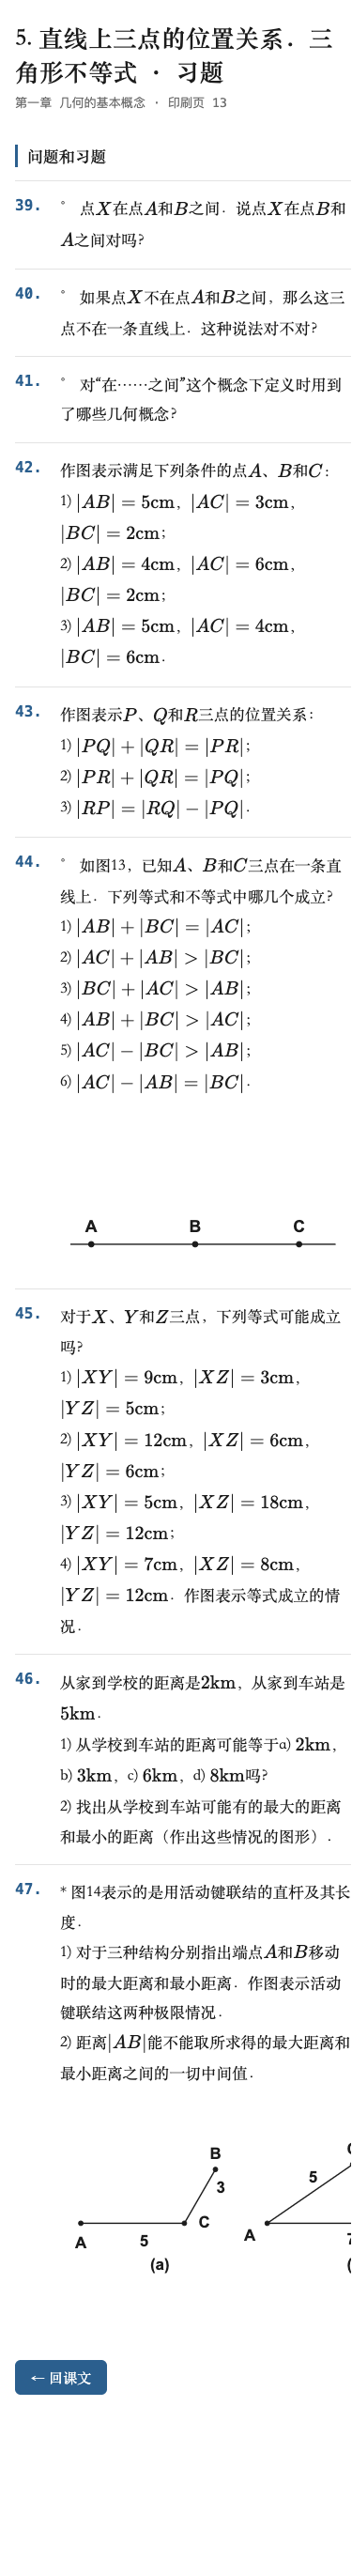 5. 直线上三点的位置关系．三
角形不等式 · 习题
第一章 几何的基本概念 · 印刷页 13
问题和习题
39. ° 点X在点A和B之间．说点X在点B和
A之间对吗?
40. ° 如果点X不在点A和B之间，那么这三
点不在一条直线上．这种说法对不对?
41. ° 对“在……之间”这个概念下定义时用到
了哪些几何概念?
42. 作图表示满足下列条件的点A、B和C：
1) |AB| = 5cm，|AC| = 3cm，
|BC| = 2cm；
2) |AB| = 4cm，|AC| = 6cm，
|BC| = 2cm；
3) |AB| = 5cm，|AC| = 4cm，
|BC| = 6cm．
43. 作图表示P、Q和R三点的位置关系：
1) |PQ| + |QR| = |PR|；
2) |PR| + |QR| = |PQ|；
3) |RP| = |RQ| − |PQ|．
44. ° 如图13，已知A、B和C三点在一条直
线上．下列等式和不等式中哪几个成立?
1) |AB| + |BC| = |AC|；
2) |AC| + |AB| > |BC|；
3) |BC| + |AC| > |AB|；
4) |AB| + |BC| > |AC|；
5) |AC| − |BC| > |AB|；
6) |AC| − |AB| = |BC|．
A B C
45. 对于X、Y和Z三点，下列等式可能成立
吗?
1) |XY| = 9cm，|XZ| = 3cm，
|YZ| = 5cm；
2) |XY| = 12cm，|XZ| = 6cm，
|YZ| = 6cm；
3) |XY| = 5cm，|XZ| = 18cm，
|YZ| = 12cm；
4) |XY| = 7cm，|XZ| = 8cm，
|YZ| = 12cm．作图表示等式成立的情
况．
46. 从家到学校的距离是2km，从家到车站是
5km．
1) 从学校到车站的距离可能等于a) 2km，
b) 3km，c) 6km，d) 8km吗?
2) 找出从学校到车站可能有的最大的距离
和最小的距离（作出这些情况的图形）．
47. * 图14表示的是用活动键联结的直杆及其长
度．
1) 对于三种结构分别指出端点A和B移动
时的最大距离和最小距离．作图表示活动
键联结这两种极限情况．
2) 距离|AB|能不能取所求得的最大距离和
最小距离之间的一切中间值．
B
3
5
C
A
5
A
(a)
← 回课文